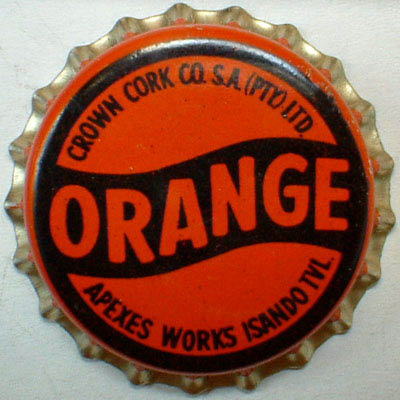 CROWN CORK CO. S.A. (PTY.) LTD.
ORANGE
APEXES WORKS ISANDO TVL.